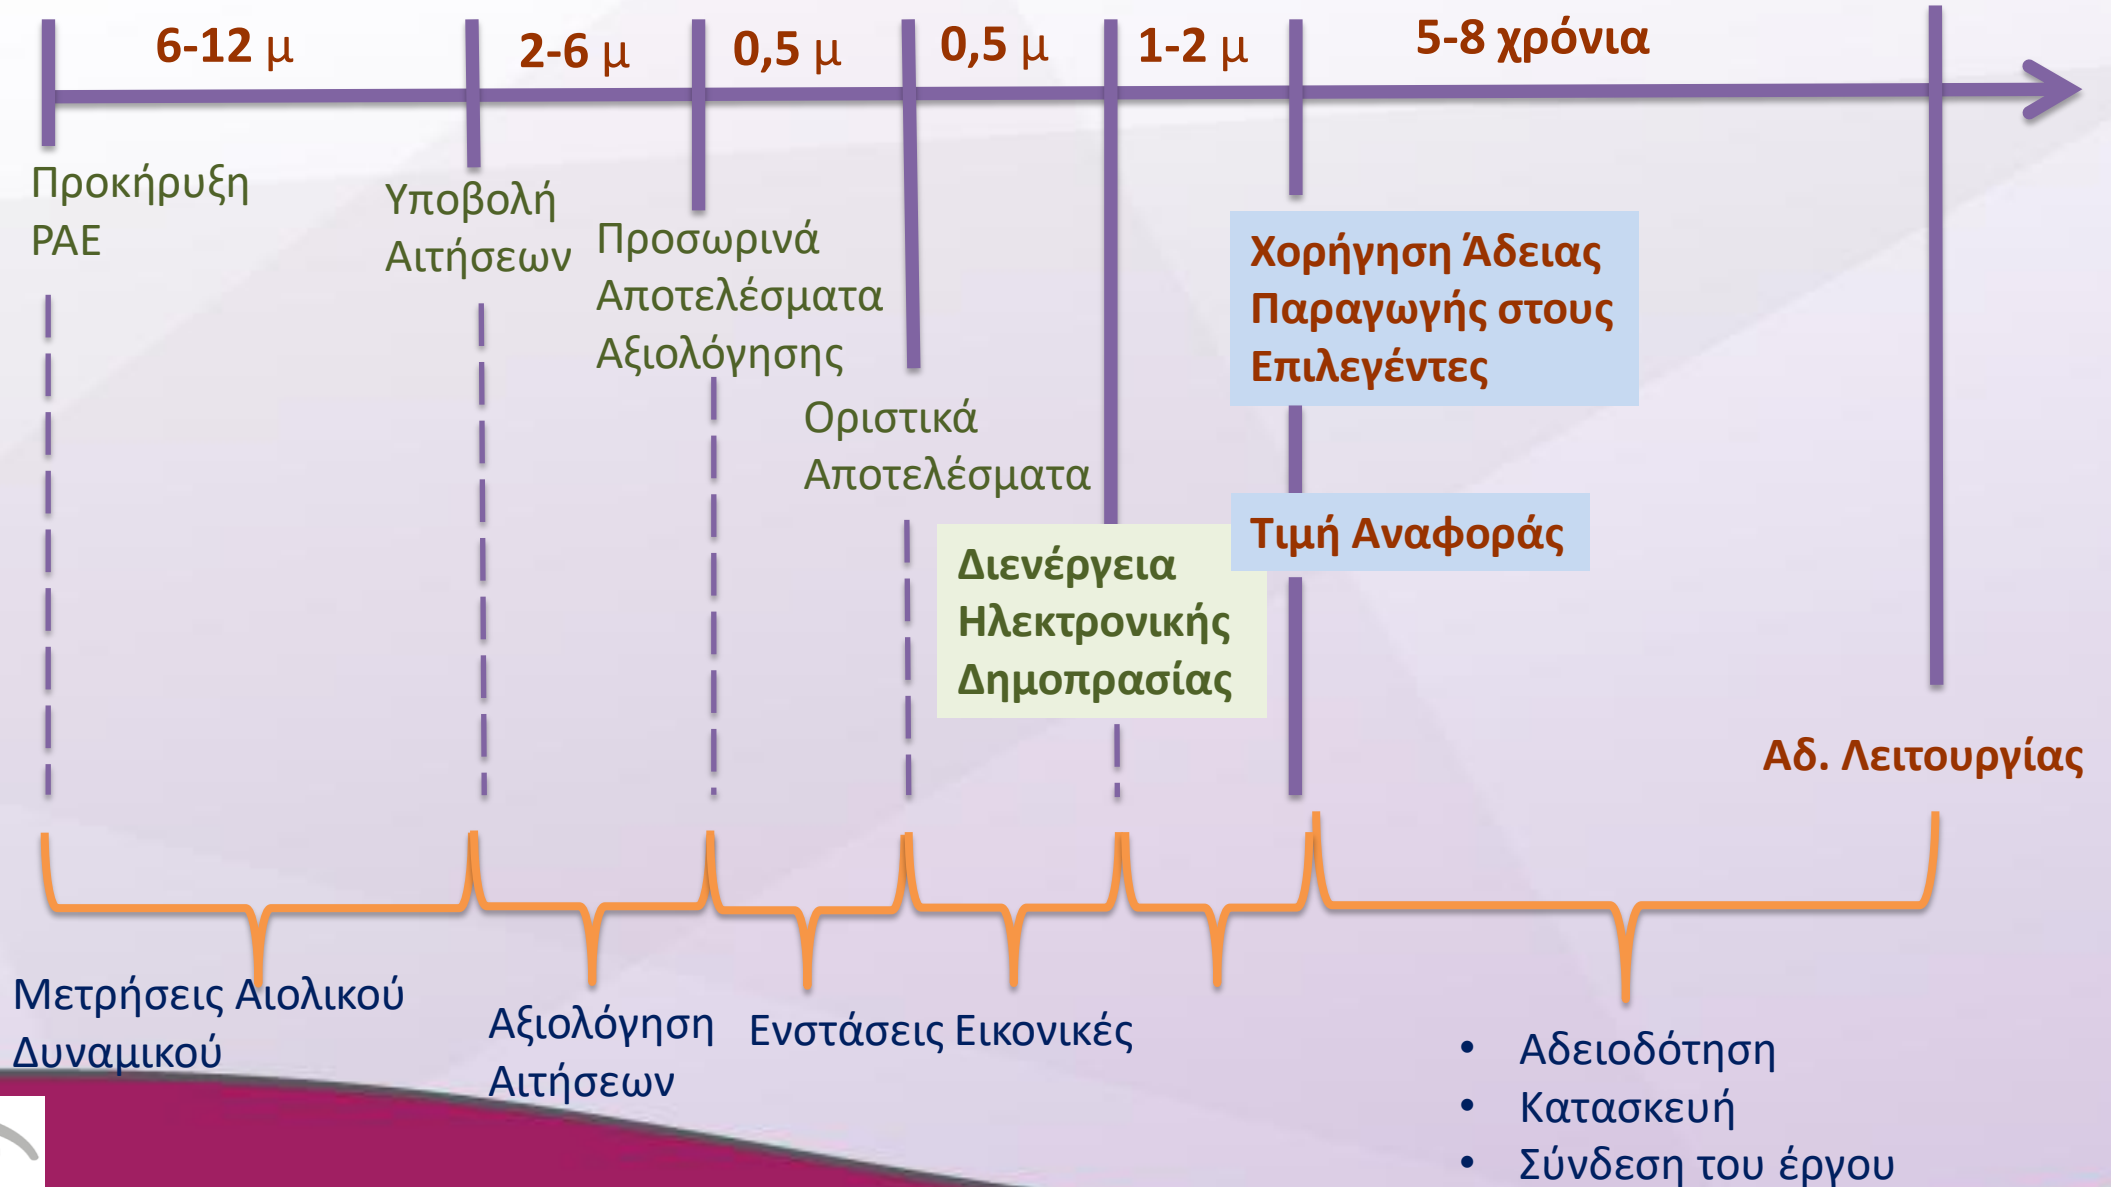 6-12 μ
2-6 μ
0,5 μ
0,5 μ
1-2 μ
5-8 χρόνια
Προκήρυξη
ΡΑΕ
Υποβολή
Αιτήσεων
Προσωρινά
Αποτελέσματα
Αξιολόγησης
Οριστικά
Αποτελέσματα
Διενέργεια
Ηλεκτρονικής
Δημοπρασίας
Χορήγηση Άδειας
Παραγωγής στους
Επιλεγέντες
Τιμή Αναφοράς
Αδ. Λειτουργίας
Μετρήσεις Αιολικού
Δυναμικού
Αξιολόγηση
Αιτήσεων
Ενστάσεις
Εικονικές
• Αδειοδότηση
• Κατασκευή
• Σύνδεση του έργου